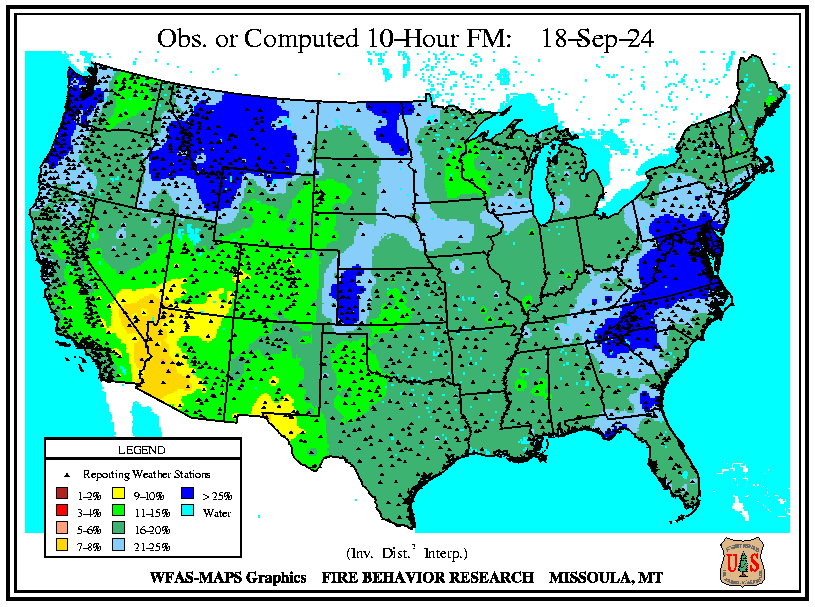 Obs. or Computed 10-Hour FM: 18-Sep-24
LEGEND
Reporting Weather Stations
1-2% 9-10% > 25%
3-4% 11-15% Water
5-6% 16-20%
7-8% 21-25%
(Inv. Dist.² Interp.)
WFAS-MAPS Graphics FIRE BEHAVIOR RESEARCH MISSOULA, MT
U S